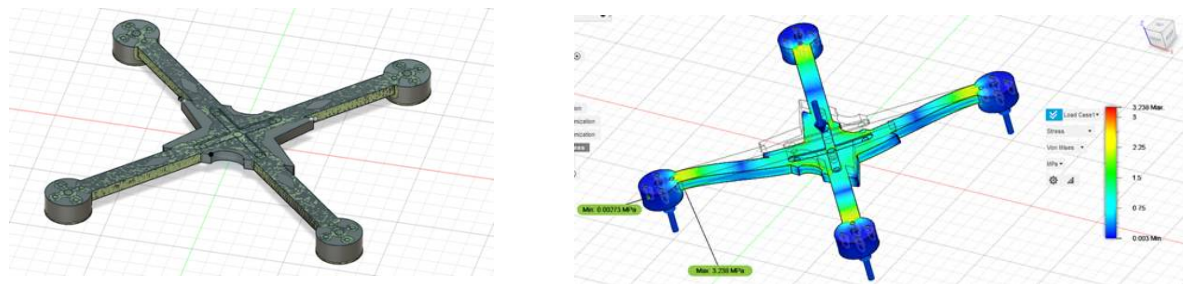 Load Case1
3.238 Max.
3
Stress
2.25
Von Mises
MPa
1.5
0.75
0.003 Min.
Min: 0.00273 MPa
Max: 3.238 MPa